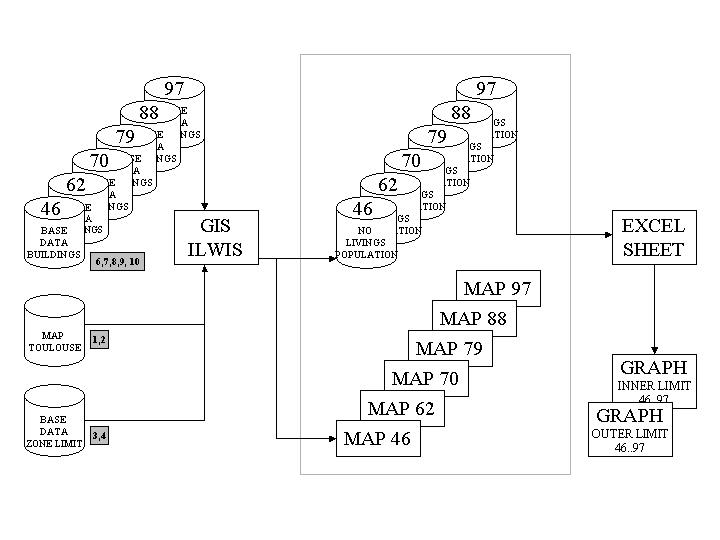 97
88
79
70
62
46
BASE
DATA
BUILDINGS
6,7,8,9, 10
MAP
TOULOUSE
1,2
BASE
DATA
ZONE LIMIT
3,4
GIS
ILWIS
97
88
79
70
62
46
NO
LIVINGS
POPULATION
MAP 97
MAP 88
MAP 79
MAP 70
MAP 62
MAP 46
EXCEL
SHEET
GRAPH
INNER LIMIT
46..97
GRAPH
OUTER LIMIT
46..97